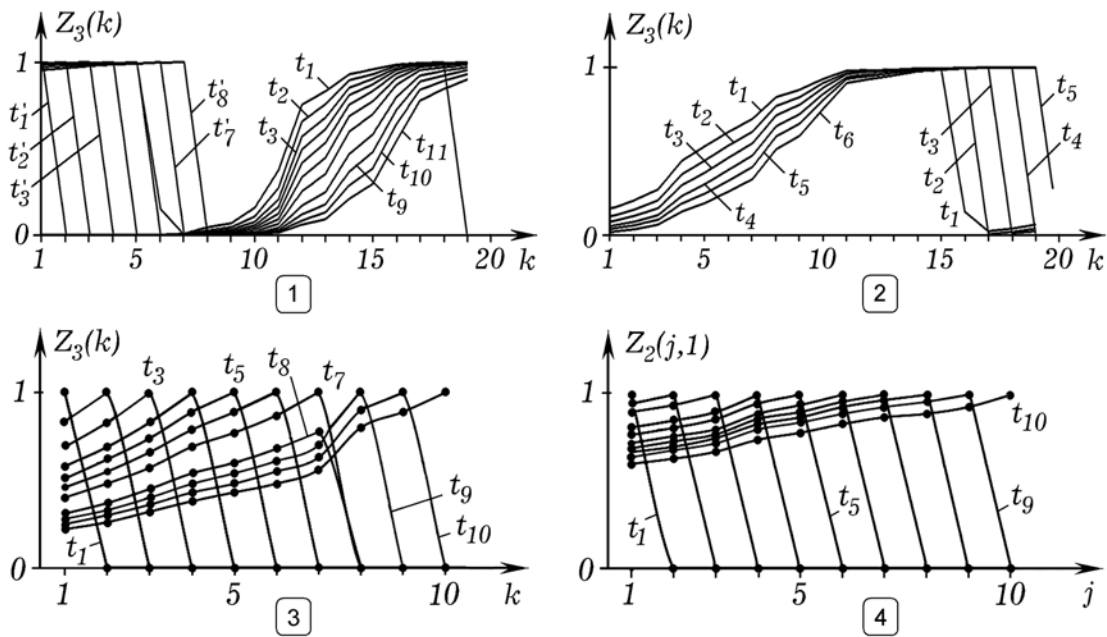 Z₃(k)
1
t₁
t₂
t₃
t'₁
t'₂
t'₃
t'₈
t'₇
t₁₁
t₁₀
t₉
0
1 5 10 15 20 k
1
Z₃(k)
1
t₁
t₂
t₃
t₆
t₅
t₄
t₅
t₄
t₃
t₂
t₁
0
1 5 10 15 20 k
2
Z₃(k)
1
t₃ t₅ t₈ t₇
t₉
t₁ t₁₀
0
1 5 10 k
3
Z₂(j,1)
1
t₁₀
t₁ t₅ t₉
0
1 5 10 j
4